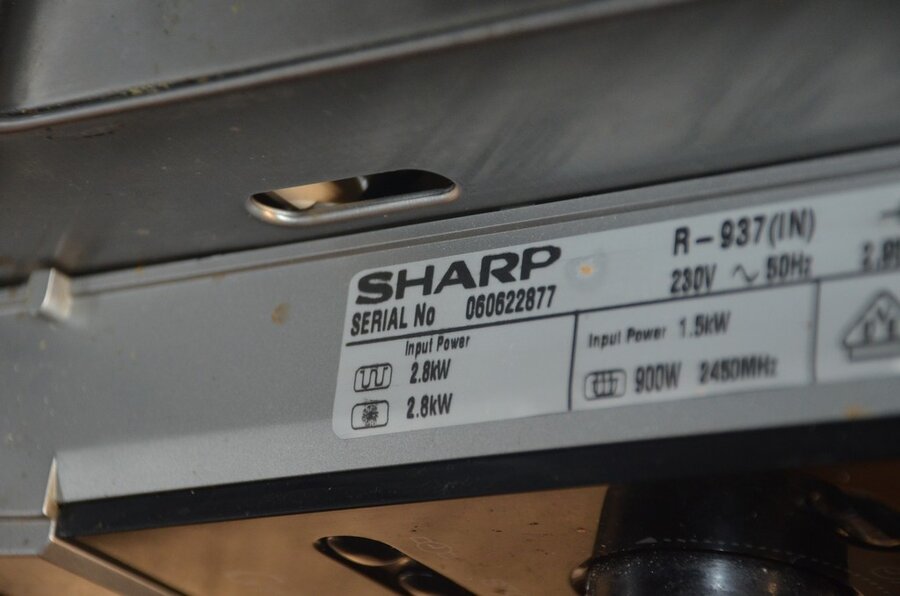 SHARP
R-937(IN)
SERIAL No 060622877
230V ~ 50Hz
Input Power
2.8kW
2.8kW
Input Power 1.5kW
900W 2450MHz